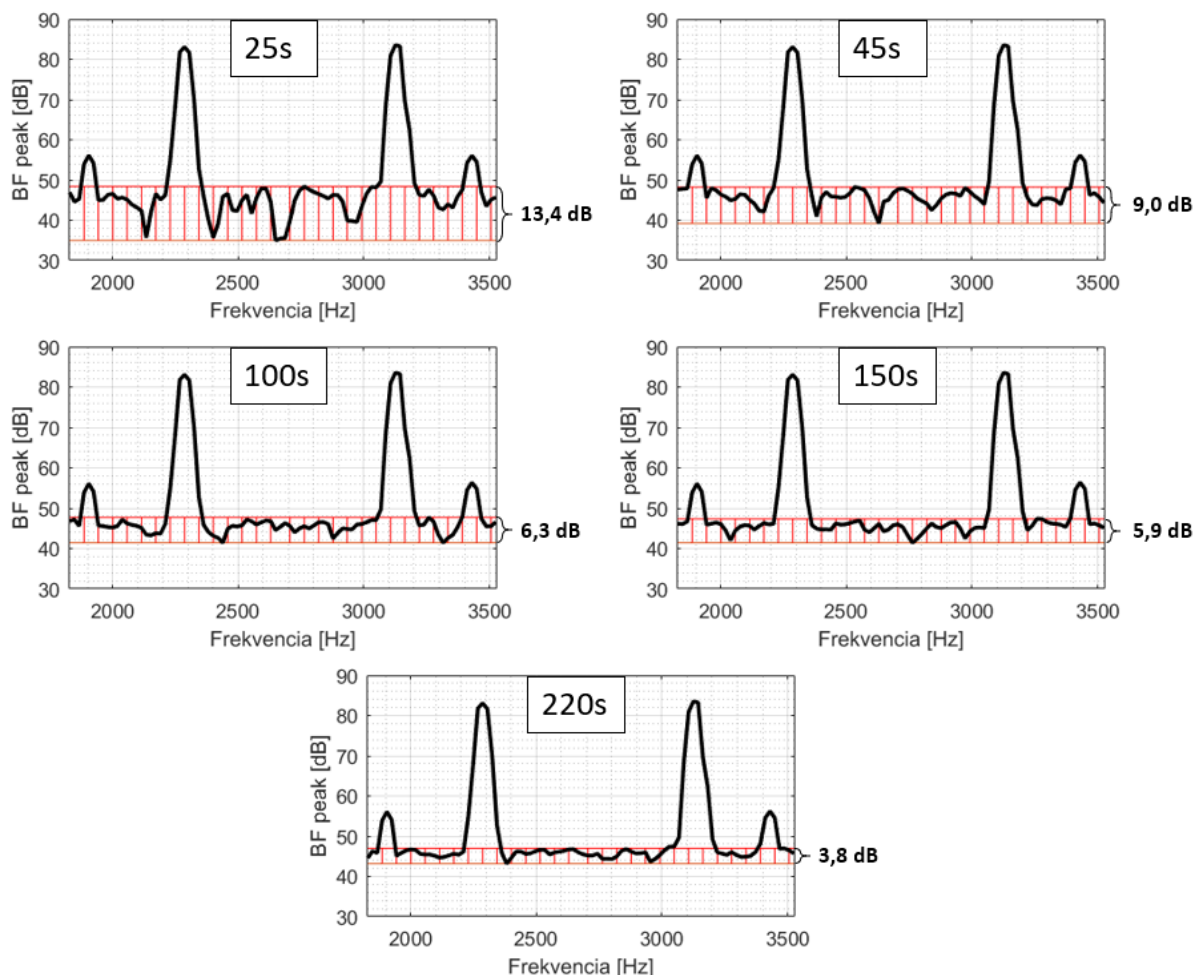 25s
BF peak [dB]
90
80
70
60
50
40
30
13,4 dB
2000 2500 3000 3500
Frekvencia [Hz]
45s
BF peak [dB]
90
80
70
60
50
40
30
9,0 dB
2000 2500 3000 3500
Frekvencia [Hz]
100s
BF peak [dB]
90
80
70
60
50
40
30
6,3 dB
2000 2500 3000 3500
Frekvencia [Hz]
150s
BF peak [dB]
90
80
70
60
50
40
30
5,9 dB
2000 2500 3000 3500
Frekvencia [Hz]
220s
BF peak [dB]
90
80
70
60
50
40
30
3,8 dB
2000 2500 3000 3500
Frekvencia [Hz]